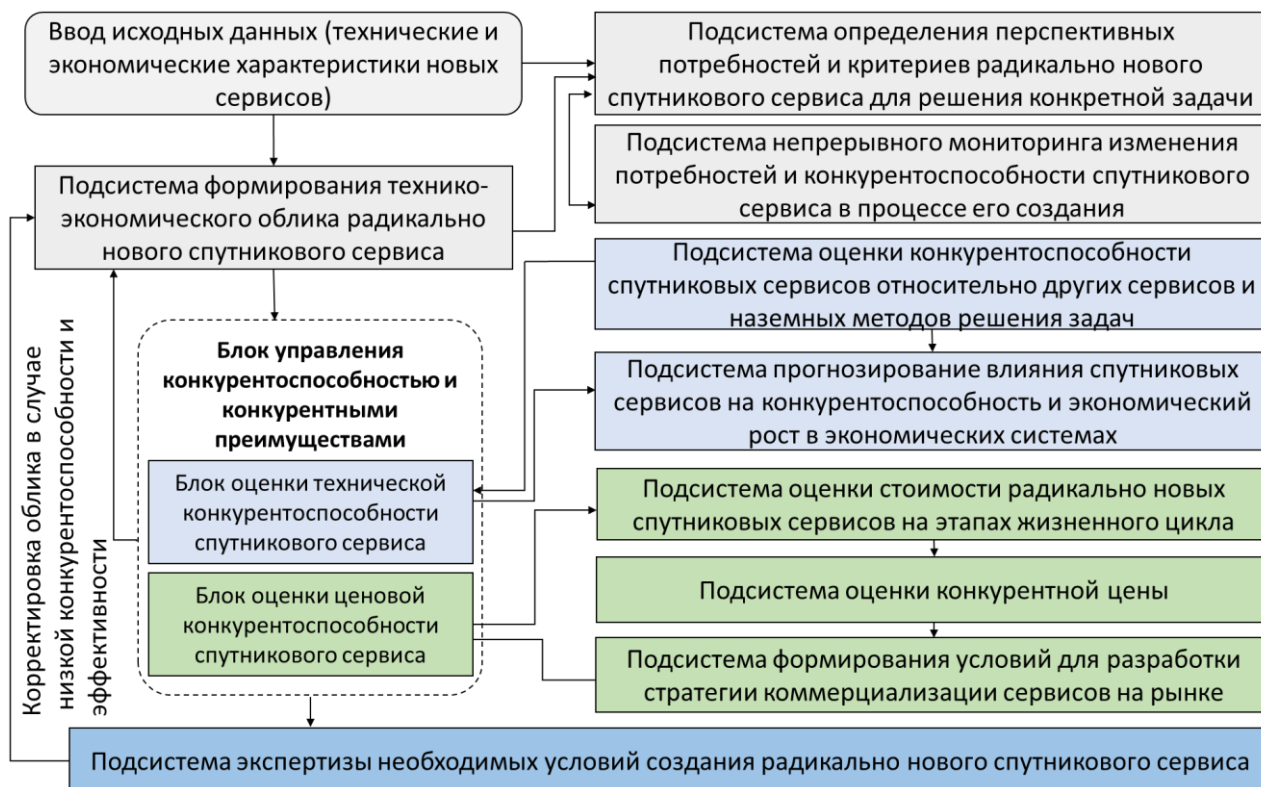 Ввод исходных данных (технические и
экономические характеристики новых
сервисов)
Подсистема определения перспективных
потребностей и критериев радикально нового
спутникового сервиса для решения конкретной задачи
Подсистема непрерывного мониторинга изменения
потребностей и конкурентоспособности спутникового
сервиса в процессе его создания
Подсистема формирования технико-
экономического облика радикально
нового спутникового сервиса
Подсистема оценки конкурентоспособности
спутниковых сервисов относительно других сервисов и
наземных методов решения задач
Подсистема прогнозирование влияния спутниковых
сервисов на конкурентоспособность и экономический
рост в экономических системах
Корректировка облика в случае
низкой конкурентоспособности и
эффективности
Блок управления
конкурентоспособностью и
конкурентными
преимуществами
Блок оценки технической
конкурентоспособности
спутникового сервиса
Блок оценки ценовой
конкурентоспособности
спутникового сервиса
Подсистема оценки стоимости радикально новых
спутниковых сервисов на этапах жизненного цикла
Подсистема оценки конкурентной цены
Подсистема формирования условий для разработки
стратегии коммерциализации сервисов на рынке
Подсистема экспертизы необходимых условий создания радикально нового спутникового сервиса